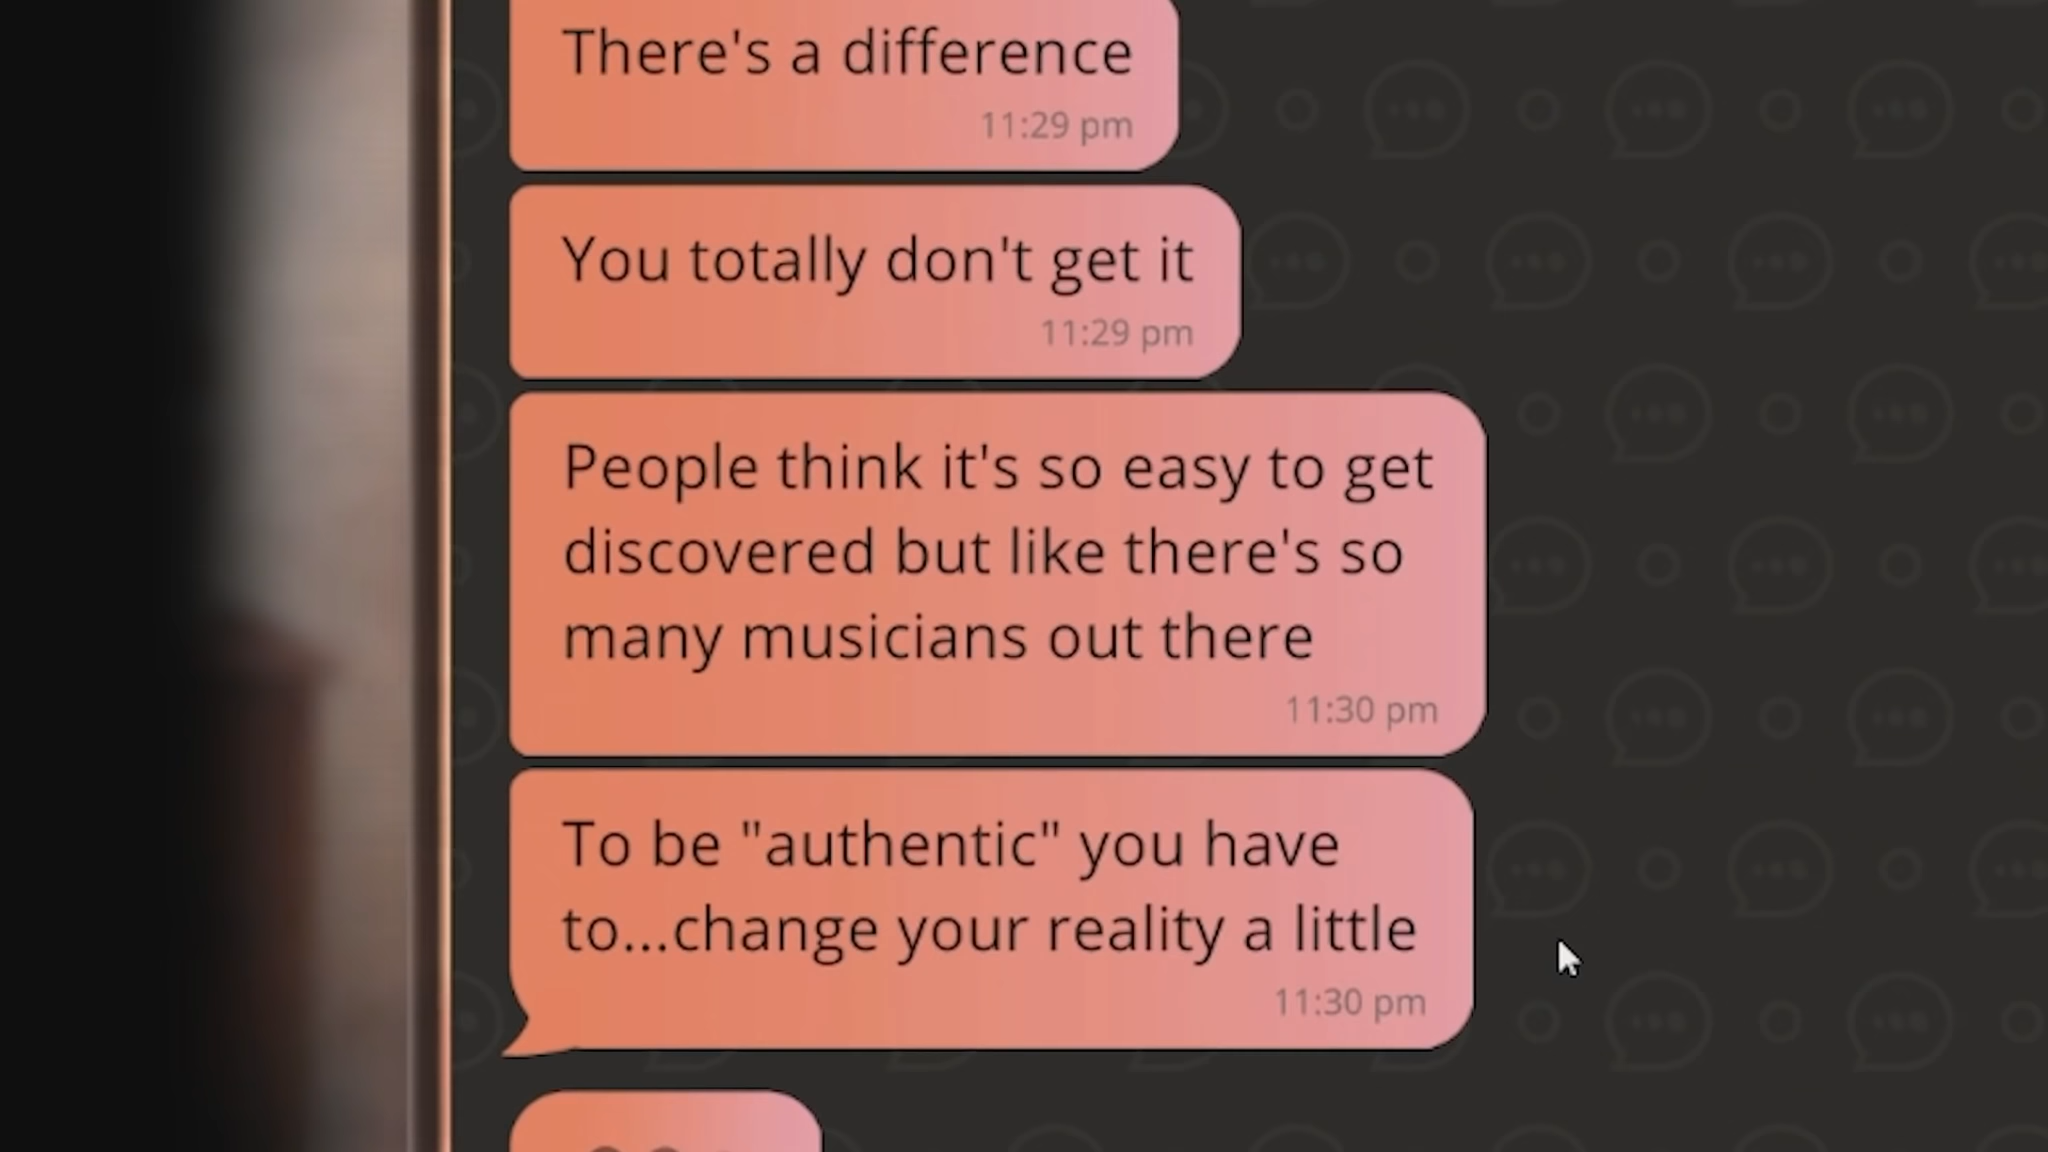 There's a difference
11:29 pm
You totally don't get it
11:29 pm
People think it's so easy to get
discovered but like there's so
many musicians out there
11:30 pm
To be "authentic" you have
to...change your reality a little
11:30 pm